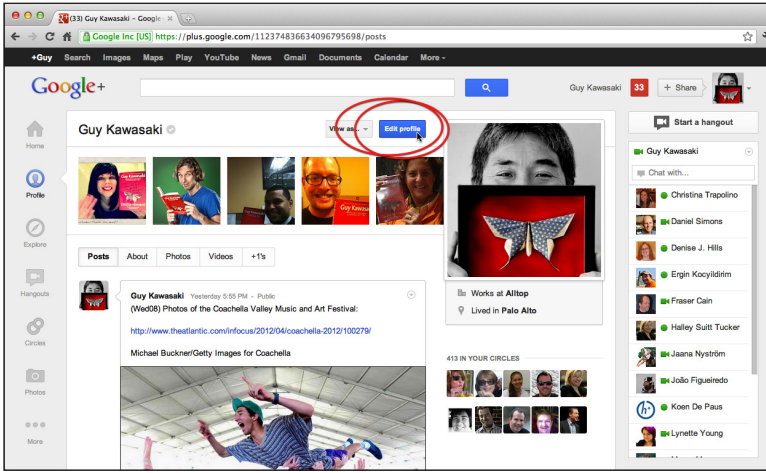 (33) Guy Kawasaki – Google
Google Inc [US] https://plus.google.com/112374836634096795698/posts
+Guy Search Images Maps Play YouTube News Gmail Documents Calendar More
Google+
Guy Kawasaki 33 + Share
Home
Profile
Explore
Hangouts
Circles
Photos
More
Guy Kawasaki
View as... Edit profile
Posts About Photos Videos +1's
Guy Kawasaki Yesterday 5:55 PM - Public
(Wed08) Photos of the Coachella Valley Music and Art Festival:
http://www.theatlantic.com/infocus/2012/04/coachella-2012/100279/
Michael Buckner/Getty Images for Coachella
Works at Alltop
Lived in Palo Alto
413 IN YOUR CIRCLES
Start a hangout
Guy Kawasaki
Chat with...
Christina Trapolino
Daniel Simons
Denise J. Hills
Ergin Kocyildirim
Fraser Cain
Halley Suitt Tucker
Jaana Nyström
João Figueiredo
h+
Koen De Paus
Lynette Young